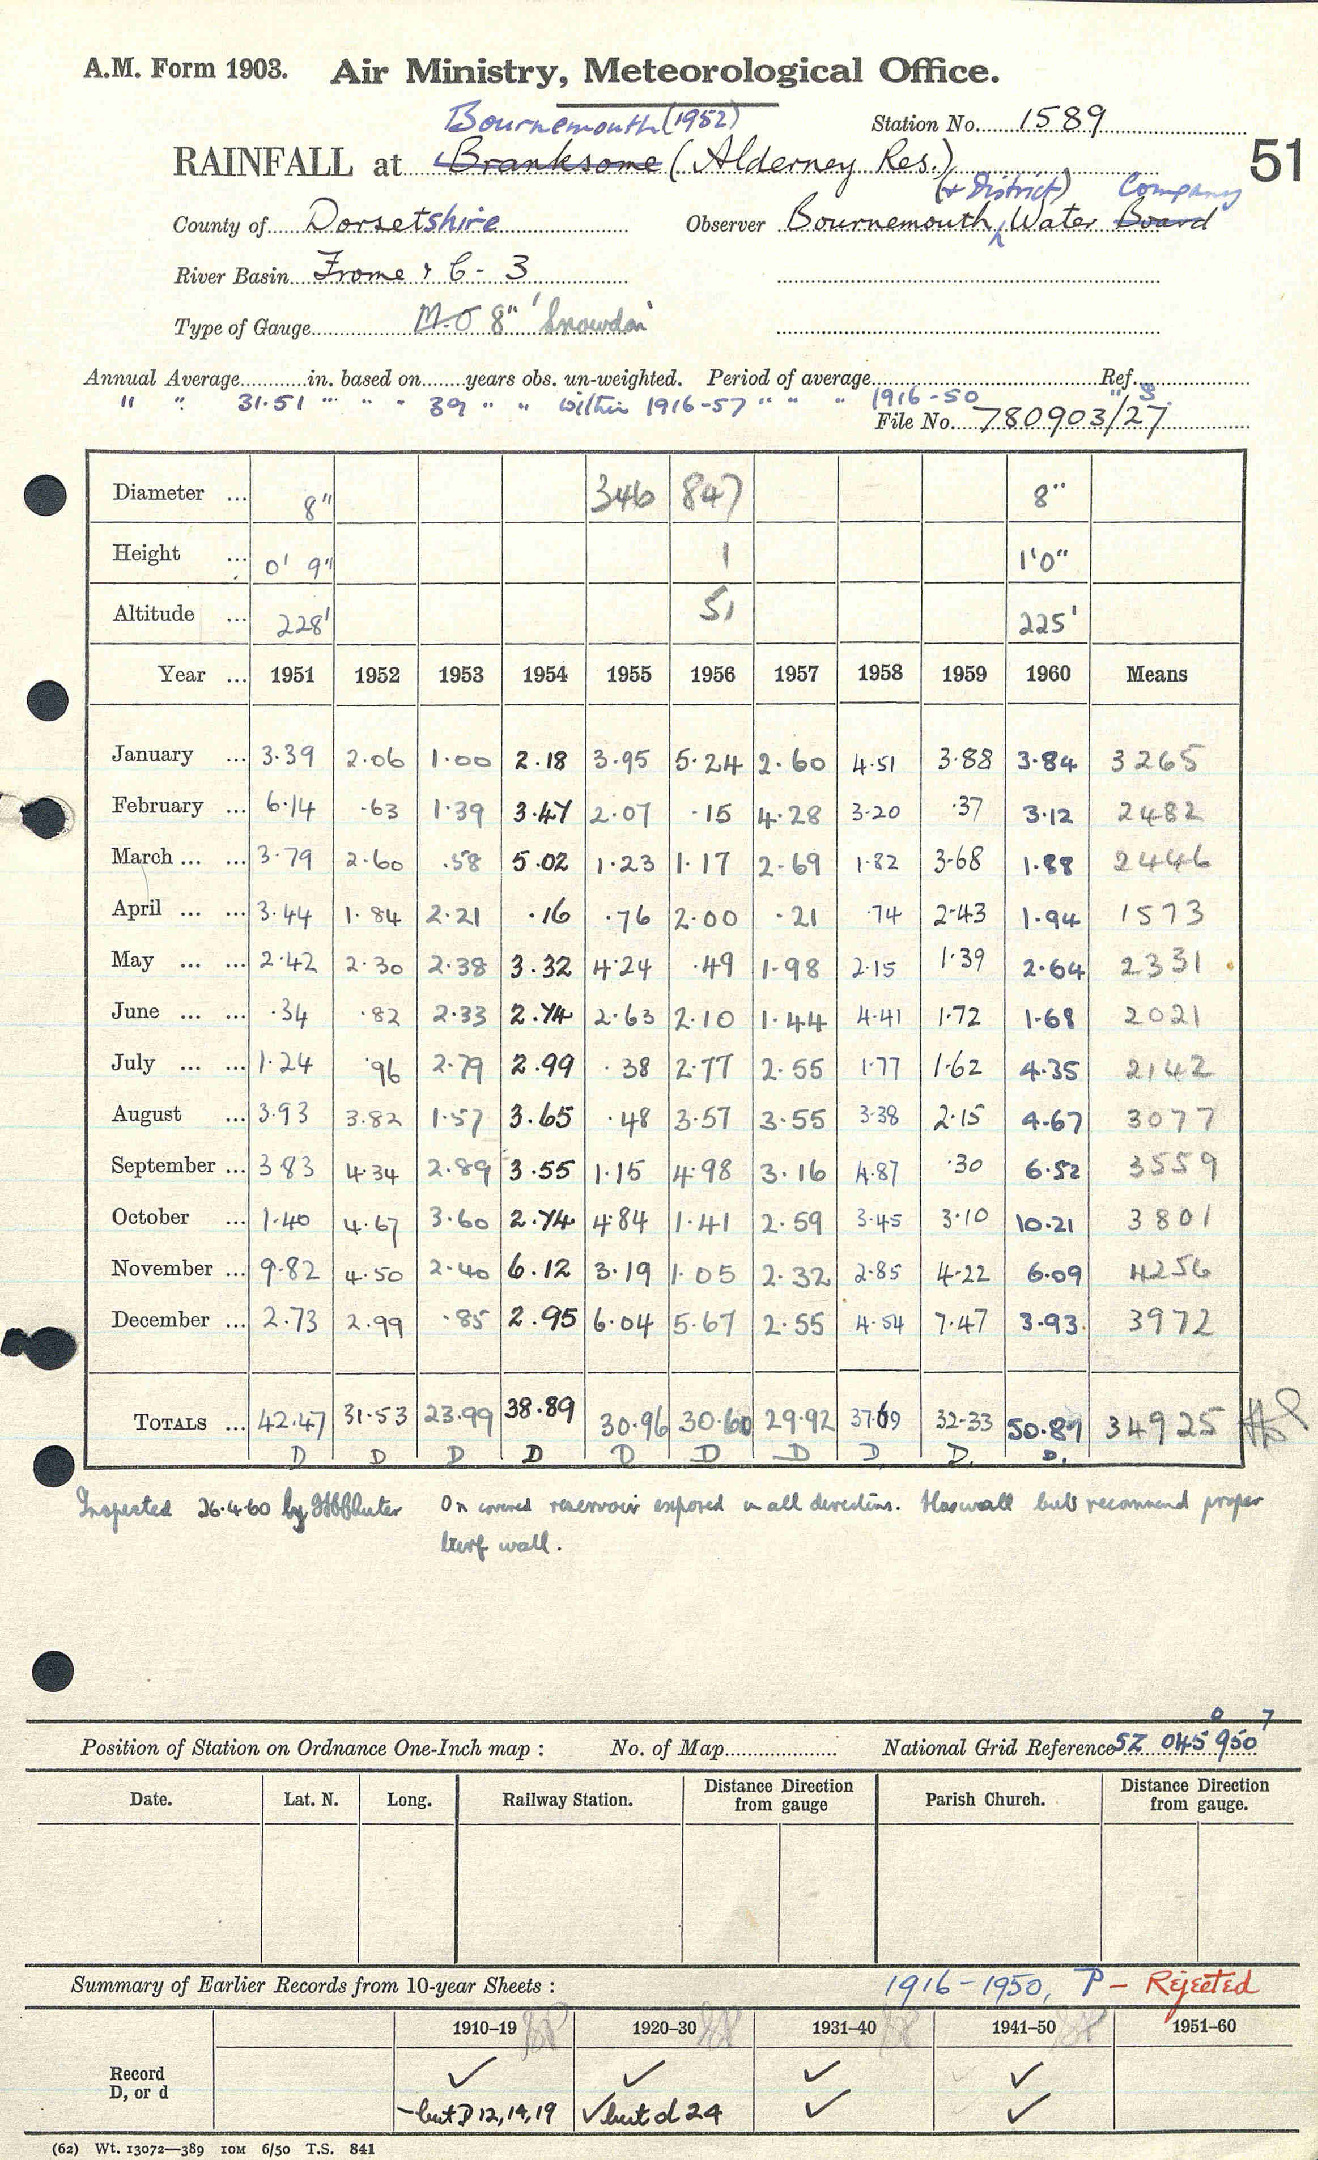 A.M. Form 1903. Air Ministry, Meteorological Office.
Bournemouth (1952)
Station No. 1589
RAINFALL at Branksome (Alderney Res.)
51
(+ District) Company
County of Dorsetshire Observer Bournemouth Water Board
River Basin Frome & C - 3
Type of Gauge M.O 8" 'Snowdon'
Annual Average in. based on years obs. un-weighted. Period of average Ref.
" " 31.51 " " " 39 " " within 1916-57 " " " 1916-50 " S.
File No. 780903/27
Diameter ... 8" 346 847 8"
Height ... 0' 9" 1 1'0"
Altitude ... 228' 51 225'
Year ... 1951 1952 1953 1954 1955 1956 1957 1958 1959 1960 Means
January ... 3.39 2.06 1.00 2.18 3.95 5.24 2.60 4.51 3.88 3.84 3265
February ... 6.14 .63 1.39 3.47 2.07 .15 4.28 3.20 .37 3.12 2482
March ... ... 3.79 2.60 .58 5.02 1.23 1.17 2.69 1.82 3.68 1.88 2446
April ... ... 3.44 1.84 2.21 .16 .76 2.00 .21 .74 2.43 1.94 1573
May ... ... 2.42 2.30 2.38 3.32 4.24 .49 1.98 2.15 1.39 2.64 2331
June ... ... .34 .82 2.33 2.74 2.63 2.10 1.44 4.41 1.72 1.68 2021
July ... ... 1.24 .96 2.79 2.99 .38 2.77 2.55 1.77 1.62 4.35 2142
August ... 3.93 3.82 1.57 3.65 .48 3.57 3.55 3.38 2.15 4.67 3077
September ... 3.83 4.34 2.89 3.55 1.15 4.98 3.16 4.87 .30 6.52 3559
October ... 1.40 4.67 3.60 2.74 4.84 1.41 2.59 3.45 3.10 10.21 3801
November ... 9.82 4.50 2.40 6.12 3.19 1.05 2.32 2.85 4.22 6.09 4256
December ... 2.73 2.99 .85 2.95 6.04 5.67 2.55 4.54 7.47 3.93 3972
TOTALS ... 42.47 31.53 23.99 38.89 30.96 30.60 29.92 37.69 32.33 50.87 34925
D D D D D D D D D. D.
Inspected 26.4.60 by On covered reservoir exposed in all directions. Has wall but recommend proper
turf wall.
0 7
Position of Station on Ordnance One-Inch map : No. of Map National Grid Reference SZ 045 950
Date. Lat. N. Long. Railway Station. Distance Direction from gauge Parish Church. Distance Direction from gauge.
Summary of Earlier Records from 10-year Sheets : 1916-1950, P - Rejected
1910-19 1920-30 1931-40 1941-50 1951-60
Record ✓ ✓ ✓ ✓
D, or d - but D 12, 14, 19 ✓ but d 24 ✓ ✓
(62) Wt. 13072—389 10M 6/50 T.S. 841